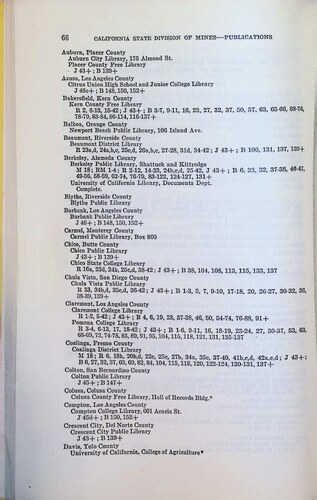 66 CALIFORNIA STATE DIVISION OF MINES—PUBLICATIONS
Auburn, Placer County
Auburn City Library, 175 Almond St.
Placer County Free Library
J 43+; B 139+
Azusa, Los Angeles County
Citrus Union High School and Junior College Library
J 46c+; B 148, 150, 152+
Bakersfield, Kern County
Kern County Free Library
R 2, 6-13, 15-42; J 43+; B 3-7, 9-11, 16, 23, 27, 32, 37, 50, 57, 63, 65-66, 68-74,
78-79, 83-84, 86-114, 116-137+
Balboa, Orange County
Newport Beach Public Library, 106 Island Ave.
Beaumont, Riverside County
Beaumont District Library
R 23a,d, 24a,b,c, 25c,d, 26a,b,c, 27-28, 31d, 34-42; J 43+; B 106, 131, 137, 139+
Berkeley, Alameda County
Berkeley Public Library, Shattuck and Kittredge
M 18; RM 1-4; R 2-12, 14-23, 24b,c,d, 25-42, J 43+; B 6, 23, 32, 37-38, 46-47,
49-56, 58-59, 62-74, 76-79, 83-122, 124-127, 131+
University of California Library, Documents Dept.
Complete.
Blythe, Riverside County
Blythe Public Library
Burbank, Los Angeles County
Burbank Public Library
J 46+; B 148, 150, 152+
Carmel, Monterey County
Carmel Public Library, Box 800
Chico, Butte County
Chico Public Library
J 43+; B 139+
Chico State College Library
R 16a, 23d, 24b, 25c,d, 38-42; J 43+; B 38, 104, 108, 113, 115, 133, 137
Chula Vista, San Diego County
Chula Vista Public Library
R 23, 34b,d, 35c,d, 36-42; J 43+; B 1-3, 5, 7, 9-10, 17-18, 20, 26-27, 30-32, 36,
38-39, 139+
Claremont, Los Angeles County
Claremont College Library
R 1-2, 5-42; J 43+; B 4, 6, 19, 23, 37-38, 46, 50, 54-74, 76-88, 91+
Pomona College Library
R 3-4, 6-13, 17, 18-42; J 43+; B 1-6, 9-11, 16, 18-19, 23-24, 27, 30-37, 53, 63,
68-69, 72, 74-78, 83, 89, 91, 95, 104, 115, 118, 121, 131, 135-137
Coalinga, Fresno County
Coalinga District Library
M 18; R 6, 18b, 20b,d, 22c, 25c, 27b, 34a, 35c, 37-40, 41b,c,d, 42a,c,d; J 43+;
B 6, 27, 32, 37, 63, 69, 82, 84, 104, 115, 118, 120, 122-124, 130-131, 137+
Colton, San Bernardino County
Colton Public Library
J 45+; B 147+
Colusa, Colusa County
Colusa County Free Library, Hall of Records Bldg.*
Compton, Los Angeles County
Compton College Library, 601 Acacia St.
J 45d+; B 150, 152+
Crescent City, Del Norte County
Crescent City Public Library
J 43+; B 139+
Davis, Yolo County
University of California, College of Agriculture*